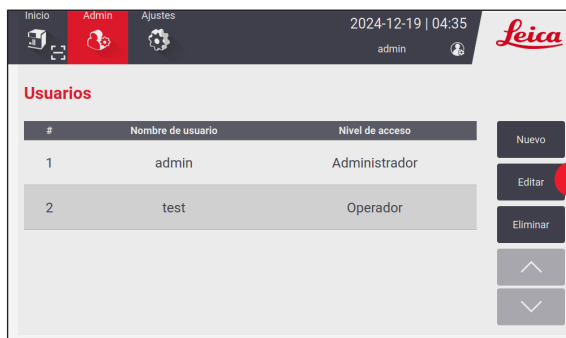 Inicio Admin Ajustes
2024-12-19 | 04:35
admin
Leica
Usuarios
# Nombre de usuario Nivel de acceso
1 admin Administrador
2 test Operador
Nuevo
Editar
Eliminar